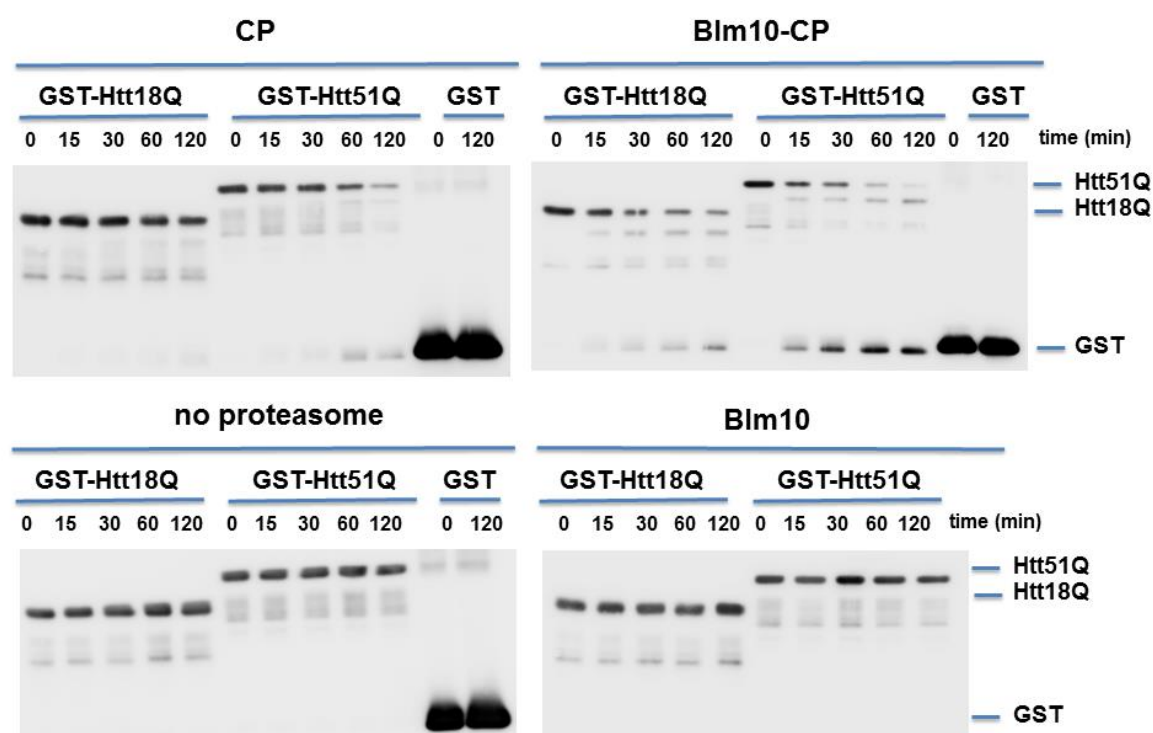 CP Blm10-CP
GST-Htt18Q GST-Htt51Q GST GST-Htt18Q GST-Htt51Q GST
0 15 30 60 120 0 15 30 60 120 0 120 0 15 30 60 120 0 15 30 60 120 0 120 time (min)
Htt51Q
Htt18Q
GST
no proteasome Blm10
GST-Htt18Q GST-Htt51Q GST GST-Htt18Q GST-Htt51Q
0 15 30 60 120 0 15 30 60 120 0 120 0 15 30 60 120 0 15 30 60 120 time (min)
Htt51Q
Htt18Q
GST